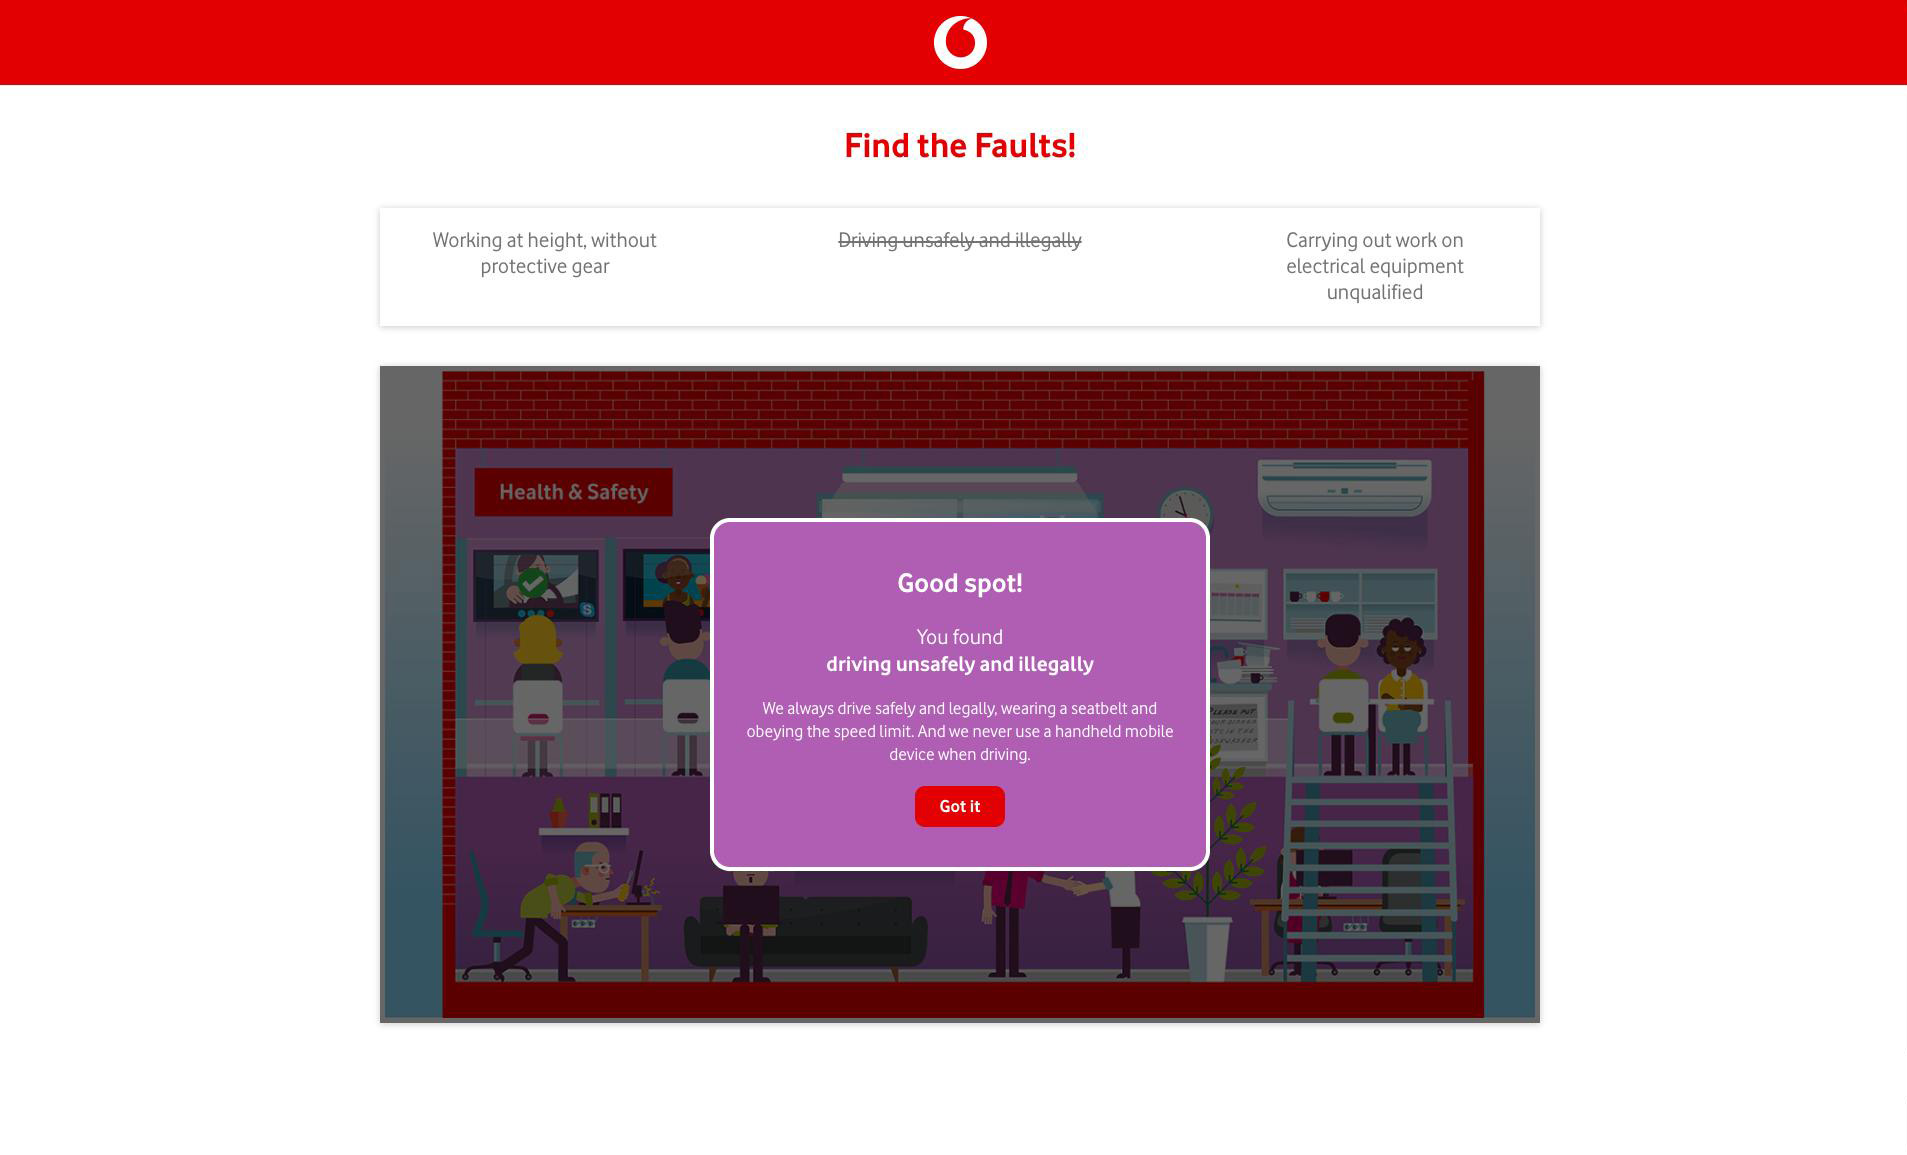 Find the Faults!
Working at height, without
protective gear
Driving unsafely and illegally
Carrying out work on
electrical equipment
unqualified
Health & Safety
Good spot!
You found
driving unsafely and illegally
We always drive safely and legally, wearing a seatbelt and
obeying the speed limit. And we never use a handheld mobile
device when driving.
Got it